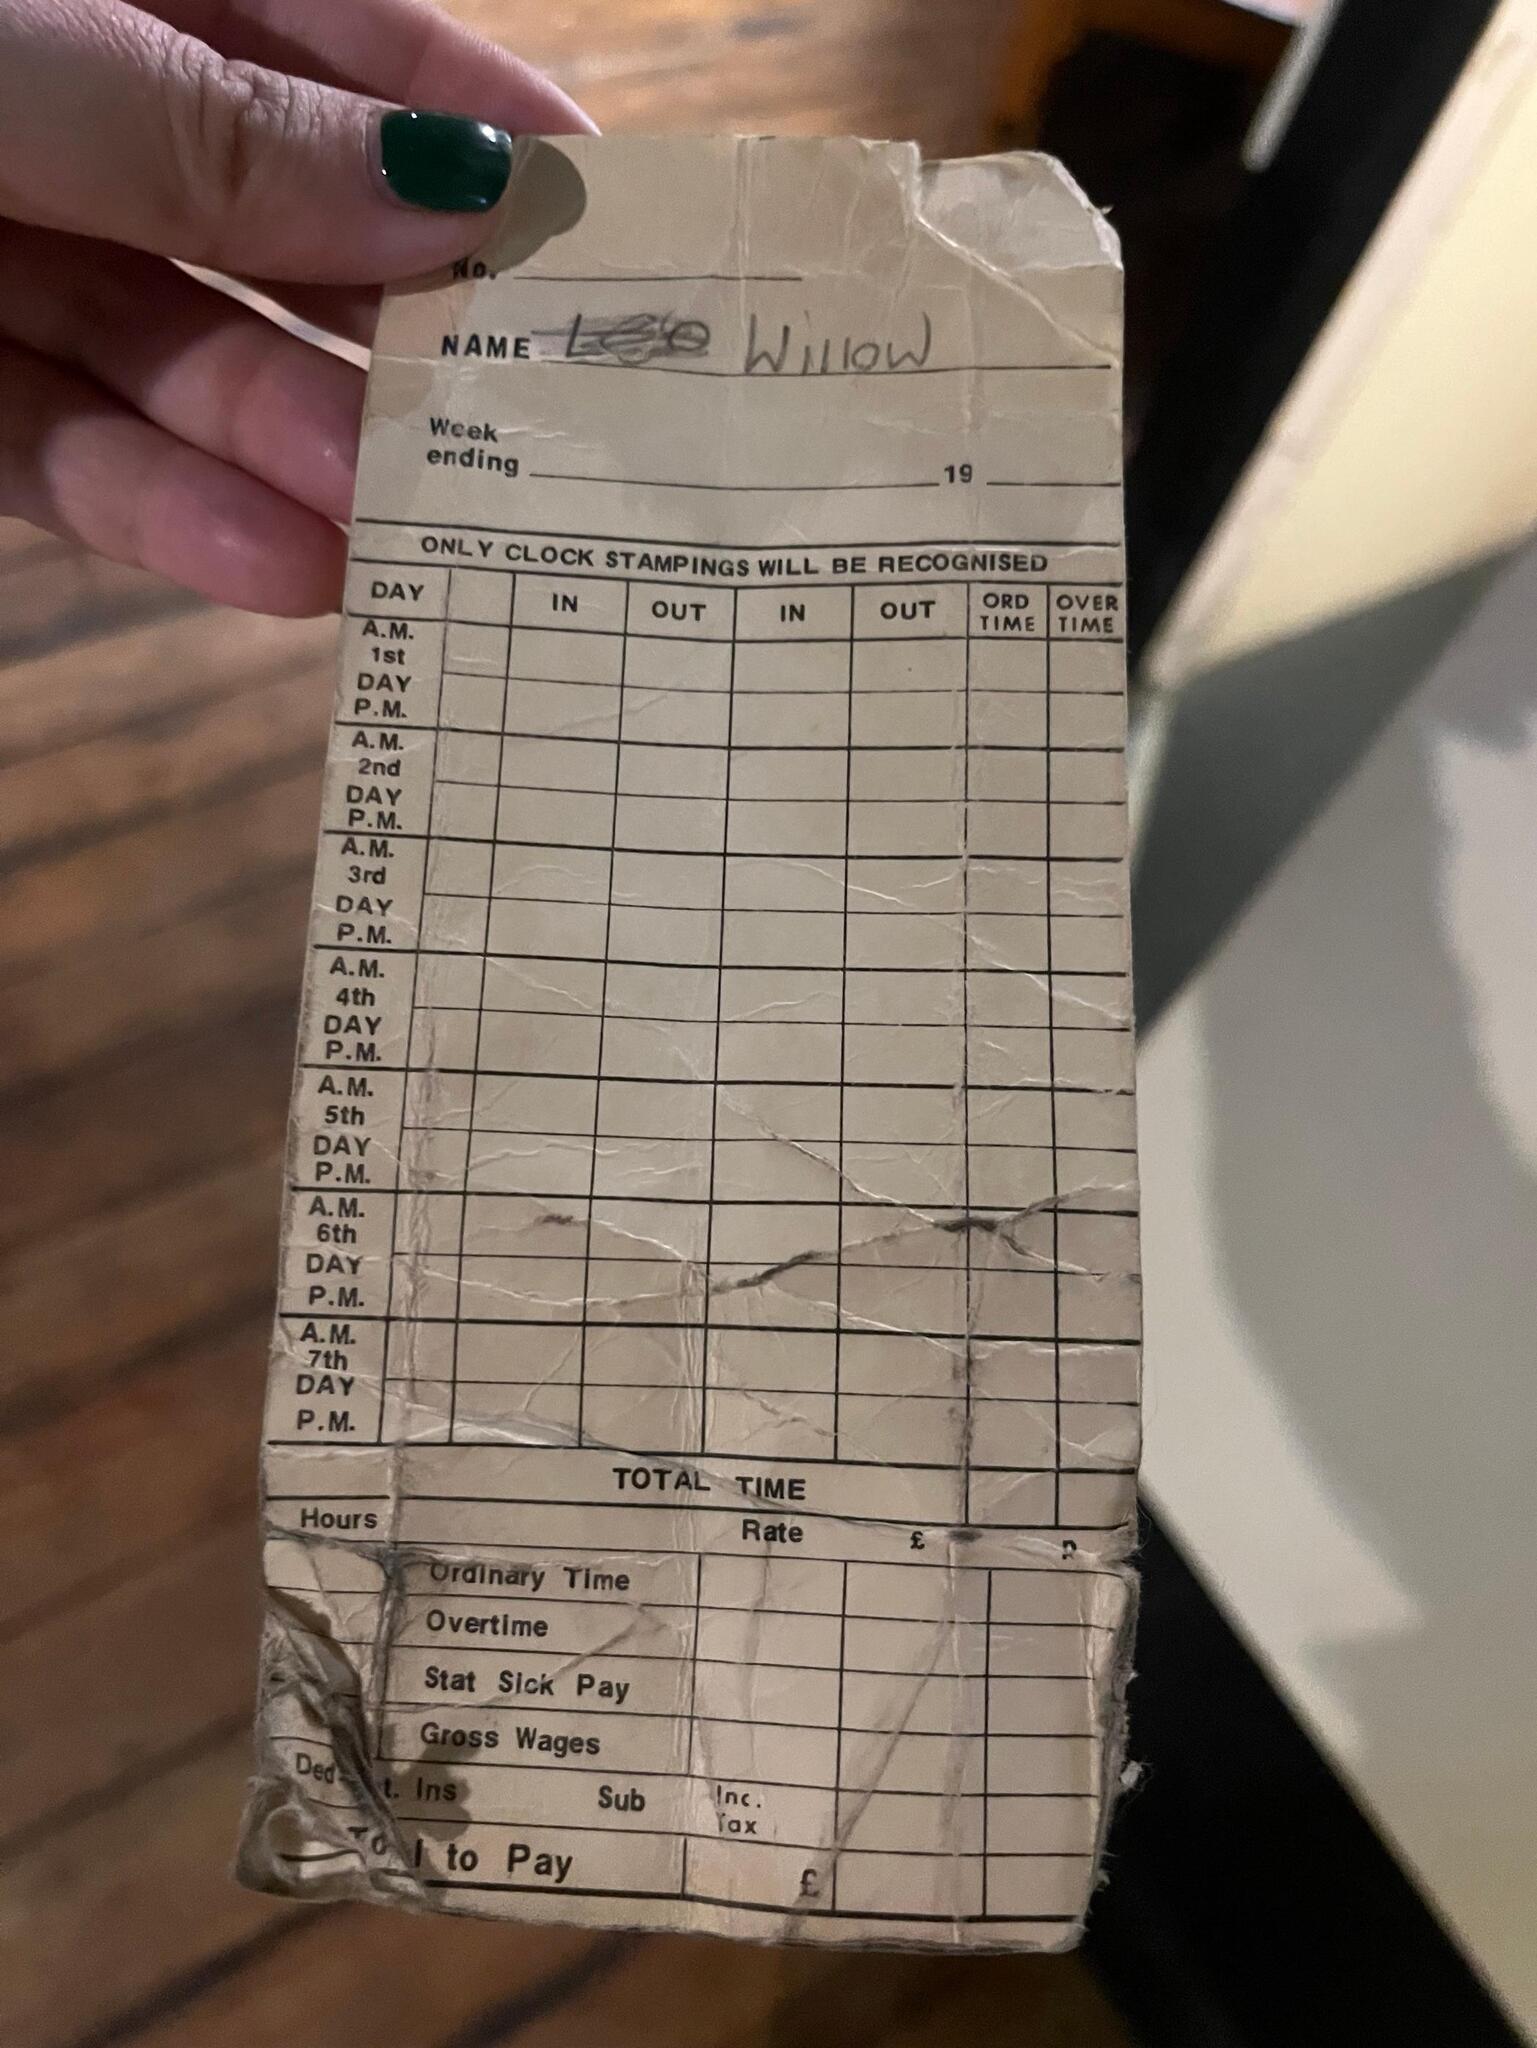 No.
NAME Leo Willow
Week
ending 19
ONLY CLOCK STAMPINGS WILL BE RECOGNISED
DAY IN OUT IN OUT ORD TIME OVER TIME
A.M.
1st
DAY
P.M.
A.M.
2nd
DAY
P.M.
A.M.
3rd
DAY
P.M.
A.M.
4th
DAY
P.M.
A.M.
5th
DAY
P.M.
A.M.
6th
DAY
P.M.
A.M.
7th
DAY
P.M.
TOTAL TIME
Hours Rate £ p
Ordinary Time
Overtime
Stat Sick Pay
Gross Wages
Ins Sub Inc. Tax
to Pay £